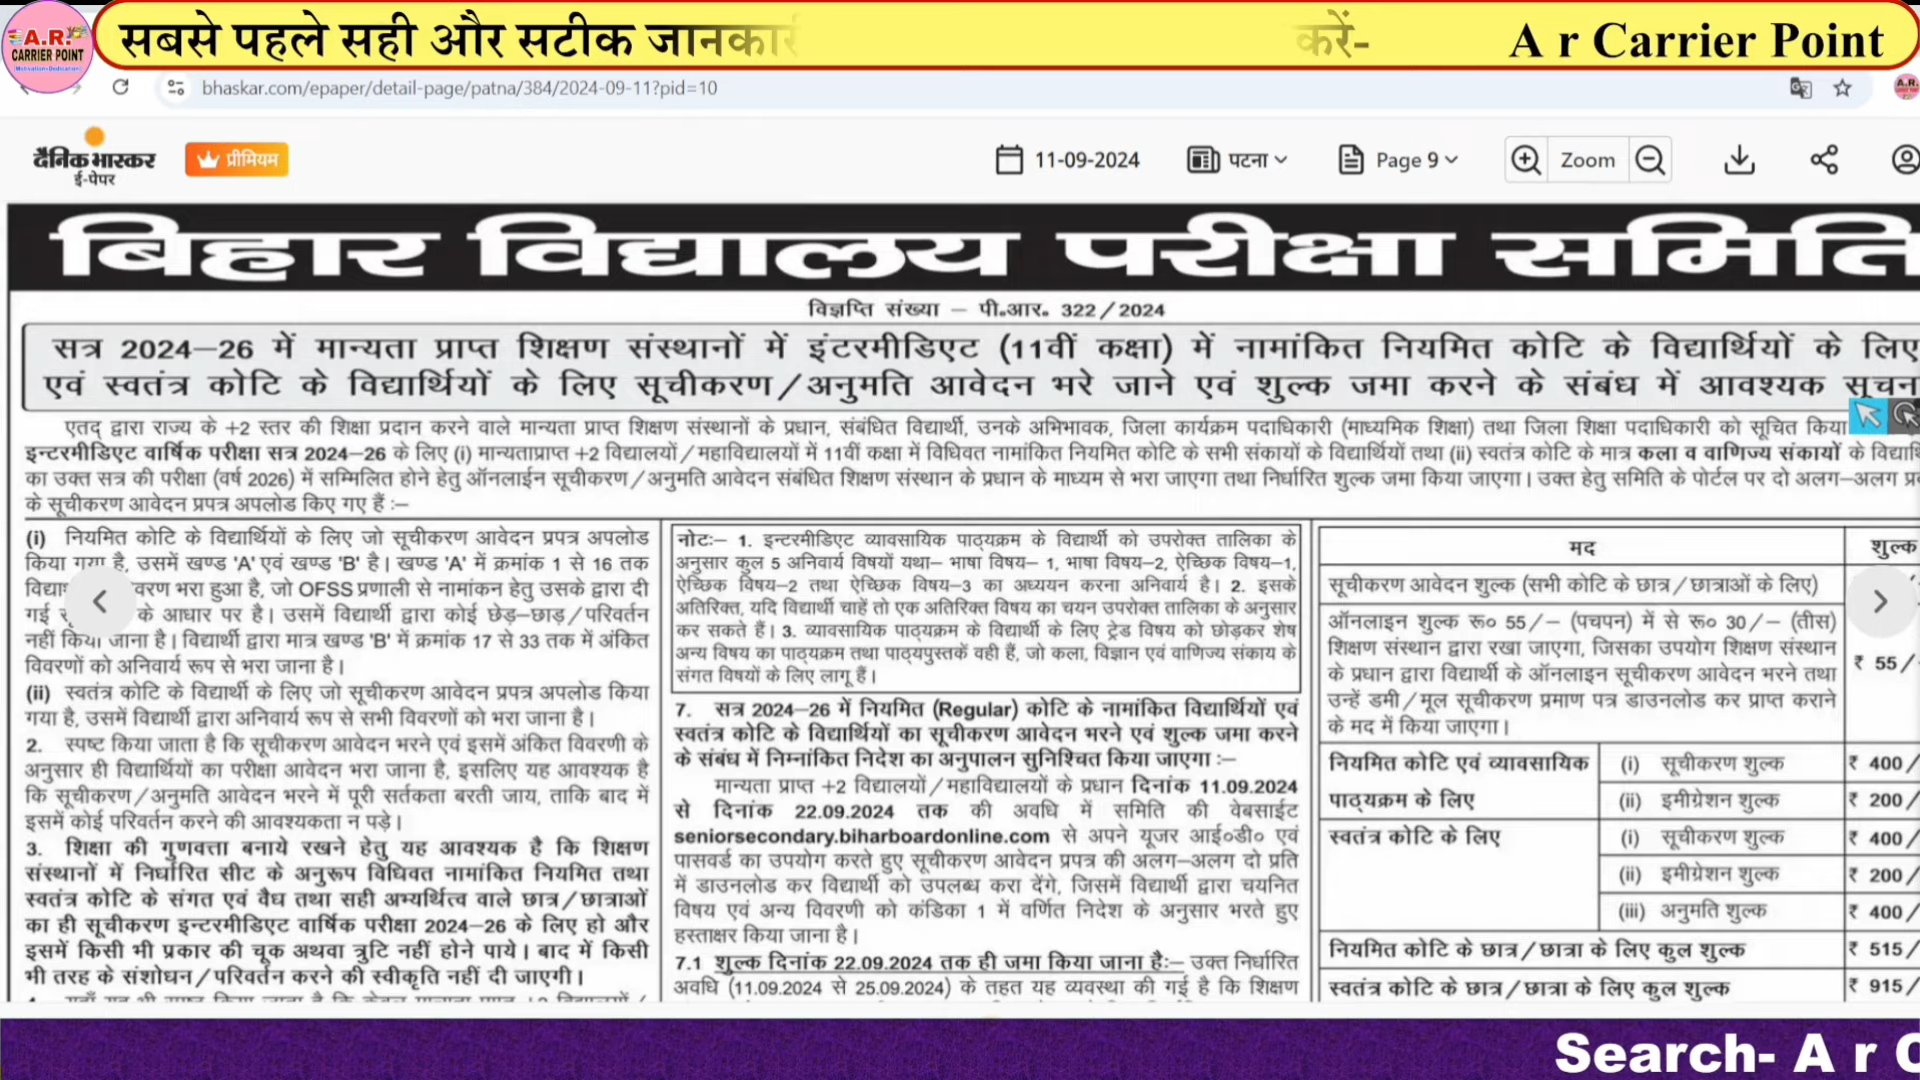 सबसे पहले सही और सटीक जानकारी करें- A r Carrier Point
A.R.
CARRIER POINT
bhaskar.com/epaper/detail-page/patna/384/2024-09-11?pid=10
दैनिक भास्कर
ई-पेपर
प्रीमियम
11-09-2024 पटना Page 9 Zoom
बिहार विद्यालय परीक्षा समिति
विज्ञप्ति संख्या – पी॰आर॰ 322/2024
सत्र 2024–26 में मान्यता प्राप्त शिक्षण संस्थानों में इंटरमीडिएट (11वीं कक्षा) में नामांकित नियमित कोटि के विद्यार्थियों के लिए
एवं स्वतंत्र कोटि के विद्यार्थियों के लिए सूचीकरण/अनुमति आवेदन भरे जाने एवं शुल्क जमा करने के संबंध में आवश्यक सूचन
एतद् द्वारा राज्य के +2 स्तर की शिक्षा प्रदान करने वाले मान्यता प्राप्त शिक्षण संस्थानों के प्रधान, संबंधित विद्यार्थी, उनके अभिभावक, जिला कार्यक्रम पदाधिकारी (माध्यमिक शिक्षा) तथा जिला शिक्षा पदाधिकारी को सूचित किया
इन्टरमीडिएट वार्षिक परीक्षा सत्र 2024–26 के लिए (i) मान्यताप्राप्त +2 विद्यालयों/महाविद्यालयों में 11वीं कक्षा में विधिवत नामांकित नियमित कोटि के सभी संकायों के विद्यार्थियों तथा (ii) स्वतंत्र कोटि के मात्र कला व वाणिज्य संकायों के विद्यार्थि
का उक्त सत्र की परीक्षा (वर्ष 2026) में सम्मिलित होने हेतु ऑनलाईन सूचीकरण/अनुमति आवेदन संबंधित शिक्षण संस्थान के प्रधान के माध्यम से भरा जाएगा तथा निर्धारित शुल्क जमा किया जाएगा। उक्त हेतु समिति के पोर्टल पर दो अलग–अलग प्र
के सूचीकरण आवेदन प्रपत्र अपलोड किए गए हैं :–
(i) नियमित कोटि के विद्यार्थियों के लिए जो सूचीकरण आवेदन प्रपत्र अपलोड
किया गया है, उसमें खण्ड 'A' एवं खण्ड 'B' है। खण्ड 'A' में क्रमांक 1 से 16 तक
विद्या वरण भरा हुआ है, जो OFSS प्रणाली से नामांकन हेतु उसके द्वारा दी
गई के आधार पर है। उसमें विद्यार्थी द्वारा कोई छेड़–छाड़/परिवर्तन
नहीं किया जाना है। विद्यार्थी द्वारा मात्र खण्ड 'B' में क्रमांक 17 से 33 तक में अंकित
विवरणों को अनिवार्य रूप से भरा जाना है।
(ii) स्वतंत्र कोटि के विद्यार्थी के लिए जो सूचीकरण आवेदन प्रपत्र अपलोड किया
गया है, उसमें विद्यार्थी द्वारा अनिवार्य रूप से सभी विवरणों को भरा जाना है।
2. स्पष्ट किया जाता है कि सूचीकरण आवेदन भरने एवं इसमें अंकित विवरणी के
अनुसार ही विद्यार्थियों का परीक्षा आवेदन भरा जाना है, इसलिए यह आवश्यक है
कि सूचीकरण/अनुमति आवेदन भरने में पूरी सर्तकता बरती जाय, ताकि बाद में
इसमें कोई परिवर्तन करने की आवश्यकता न पड़े।
3. शिक्षा की गुणवत्ता बनाये रखने हेतु यह आवश्यक है कि शिक्षण
संस्थानों में निर्धारित सीट के अनुरूप विधिवत नामांकित नियमित तथा
स्वतंत्र कोटि के संगत एवं वैध तथा सही अभ्यर्थित्व वाले छात्र/छात्राओं
का ही सूचीकरण इन्टरमीडिएट वार्षिक परीक्षा 2024–26 के लिए हो और
इसमें किसी भी प्रकार की चूक अथवा त्रुटि नहीं होने पाये। बाद में किसी
भी तरह के संशोधन/परिवर्तन करने की स्वीकृति नहीं दी जाएगी।
नोटः– 1. इन्टरमीडिएट व्यावसायिक पाठ्यक्रम के विद्यार्थी को उपरोक्त तालिका के
अनुसार कुल 5 अनिवार्य विषयों यथा– भाषा विषय– 1, भाषा विषय–2, ऐच्छिक विषय–1,
ऐच्छिक विषय–2 तथा ऐच्छिक विषय–3 का अध्ययन करना अनिवार्य है। 2. इसके
अतिरिक्त, यदि विद्यार्थी चाहें तो एक अतिरिक्त विषय का चयन उपरोक्त तालिका के अनुसार
कर सकते हैं। 3. व्यावसायिक पाठ्यक्रम के विद्यार्थी के लिए ट्रेड विषय को छोड़कर शेष
अन्य विषय का पाठ्यक्रम तथा पाठ्यपुस्तकें वही हैं, जो कला, विज्ञान एवं वाणिज्य संकाय के
संगत विषयों के लिए लागू हैं।
7. सत्र 2024–26 में नियमित (Regular) कोटि के नामांकित विद्यार्थियों एवं
स्वतंत्र कोटि के विद्यार्थियों का सूचीकरण आवेदन भरने एवं शुल्क जमा करने
के संबंध में निम्नांकित निदेश का अनुपालन सुनिश्चित किया जाएगा :–
मान्यता प्राप्त +2 विद्यालयों/महाविद्यालयों के प्रधान दिनांक 11.09.2024
से दिनांक 22.09.2024 तक की अवधि में समिति की वेबसाईट
seniorsecondary.biharboardonline.com से अपने यूजर आई०डी० एवं
पासवर्ड का उपयोग करते हुए सूचीकरण आवेदन प्रपत्र की अलग–अलग दो प्रति
में डाउनलोड कर विद्यार्थी को उपलब्ध करा देंगे, जिसमें विद्यार्थी द्वारा चयनित
विषय एवं अन्य विवरणी को कंडिका 1 में वर्णित निदेश के अनुसार भरते हुए
हस्ताक्षर किया जाना है।
7.1 शुल्क दिनांक 22.09.2024 तक ही जमा किया जाना है:– उक्त निर्धारित
अवधि (11.09.2024 से 25.09.2024) के तहत यह व्यवस्था की गई है कि शिक्षण
मद शुल्क
सूचीकरण आवेदन शुल्क (सभी कोटि के छात्र/छात्राओं के लिए)
ऑनलाइन शुल्क रू० 55/– (पचपन) में से रू० 30/– (तीस)
शिक्षण संस्थान द्वारा रखा जाएगा, जिसका उपयोग शिक्षण संस्थान
के प्रधान द्वारा विद्यार्थी के ऑनलाइन सूचीकरण आवेदन भरने तथा ₹ 55/
उन्हें डमी/मूल सूचीकरण प्रमाण पत्र डाउनलोड कर प्राप्त कराने
के मद में किया जाएगा।
नियमित कोटि एवं व्यावसायिक (i) सूचीकरण शुल्क ₹ 400/
पाठ्यक्रम के लिए (ii) इमीग्रेशन शुल्क ₹ 200/
स्वतंत्र कोटि के लिए (i) सूचीकरण शुल्क ₹ 400/
(ii) इमीग्रेशन शुल्क ₹ 200/
(iii) अनुमति शुल्क ₹ 400/
नियमित कोटि के छात्र/छात्रा के लिए कुल शुल्क ₹ 515/
स्वतंत्र कोटि के छात्र/छात्रा के लिए कुल शुल्क ₹ 915/
Search- A r C